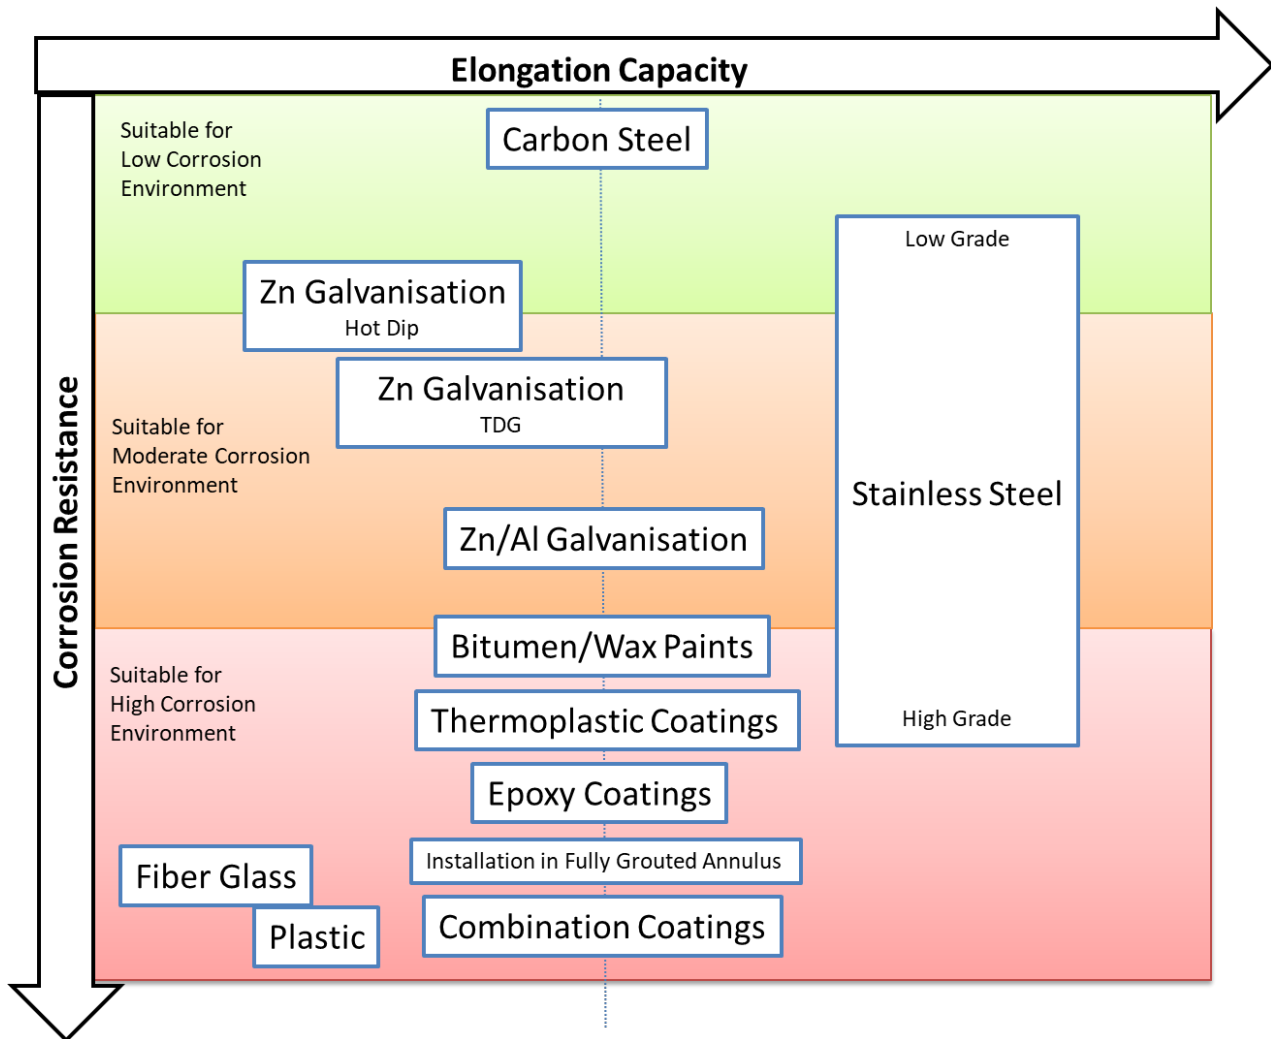 Elongation Capacity
Corrosion Resistance
Suitable for
Low Corrosion
Environment
Carbon Steel
Low Grade
Zn Galvanisation
Hot Dip
Zn Galvanisation
TDG
Suitable for
Moderate Corrosion
Environment
Stainless Steel
Zn/Al Galvanisation
Bitumen/Wax Paints
Suitable for
High Corrosion
Environment
Thermoplastic Coatings
High Grade
Epoxy Coatings
Installation in Fully Grouted Annulus
Fiber Glass
Combination Coatings
Plastic